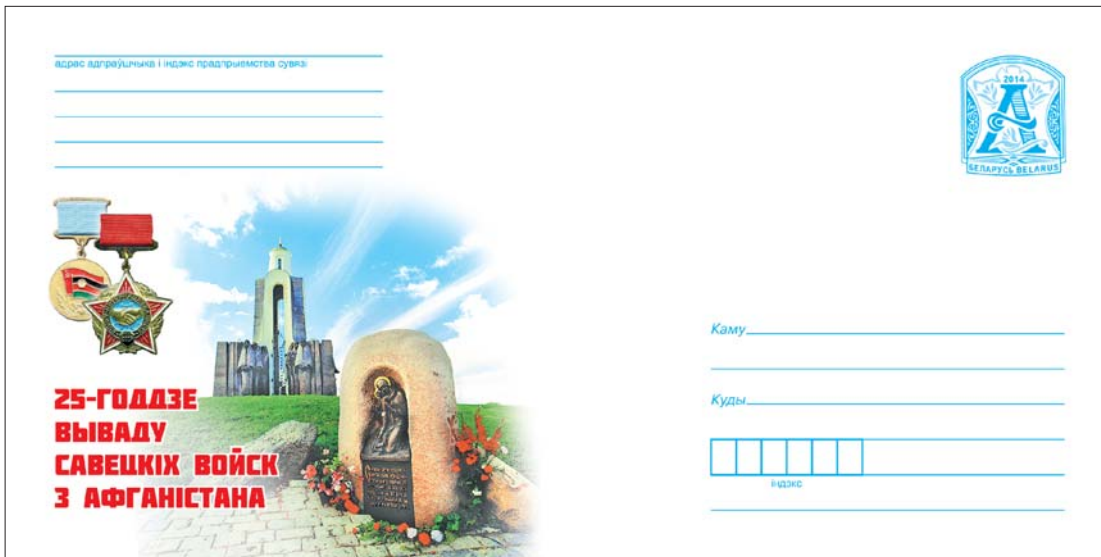 адрас адпраўшчыка і індэкс прадпрыемства сувязі
2014
А
БЕЛАРУСЬ BELARUS
25-ГОДДЗЕ
ВЫВАДУ
САВЕЦКІХ ВОЙСК
З АФГАНІСТАНА
Каму
Куды
індэкс